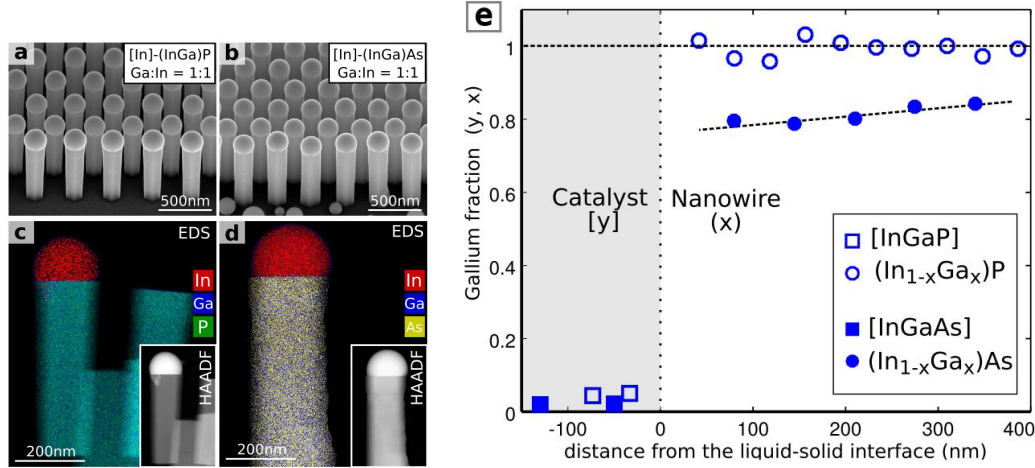 a
[In]-(InGa)P
Ga:In = 1:1
500nm
b
[In]-(InGa)As
Ga:In = 1:1
500nm
c
EDS
In
Ga
P
HAADF
200nm
d
EDS
In
Ga
As
HAADF
200nm
e
Gallium fraction (y, x)
1
0.8
0.6
0.4
0.2
0
Catalyst
[y]
Nanowire
(x)
[InGaP]
(In1-xGax)P
[InGaAs]
(In1-xGax)As
-100 0 100 200 300 400
distance from the liquid-solid interface (nm)